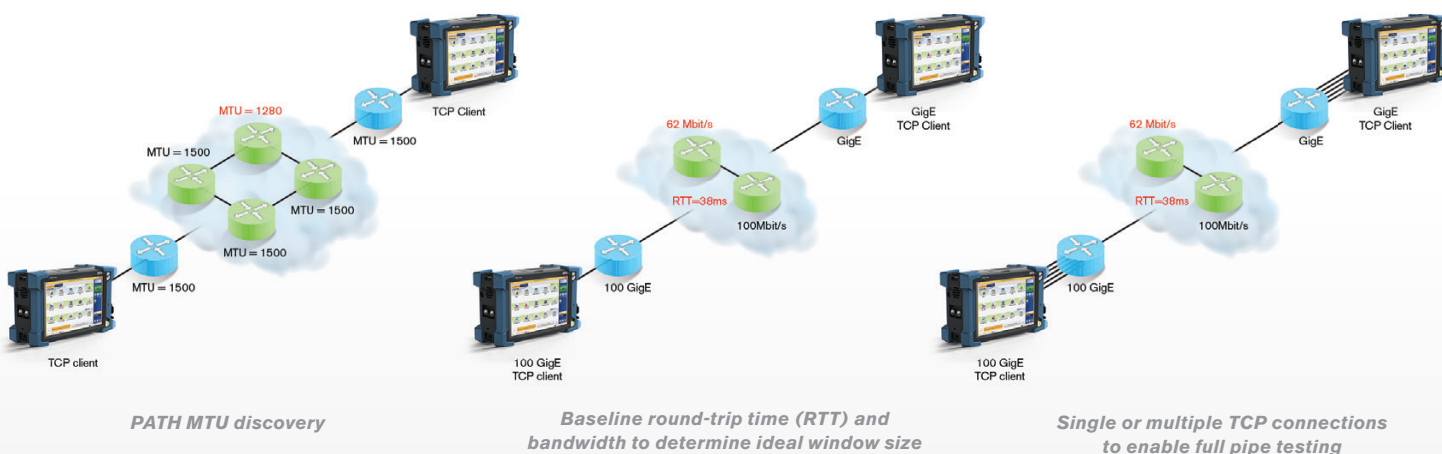 TCP Client
MTU = 1280
MTU = 1500
MTU = 1500
MTU = 1500
MTU = 1500
MTU = 1500
TCP client
PATH MTU discovery
GigE
TCP Client
62 Mbit/s
GigE
RTT=38ms
100Mbit/s
100 GigE
100 GigE
TCP client
Baseline round-trip time (RTT) and
bandwidth to determine ideal window size
GigE
TCP Client
62 Mbit/s
GigE
RTT=38ms
100Mbit/s
100 GigE
100 GigE
TCP client
Single or multiple TCP connections
to enable full pipe testing